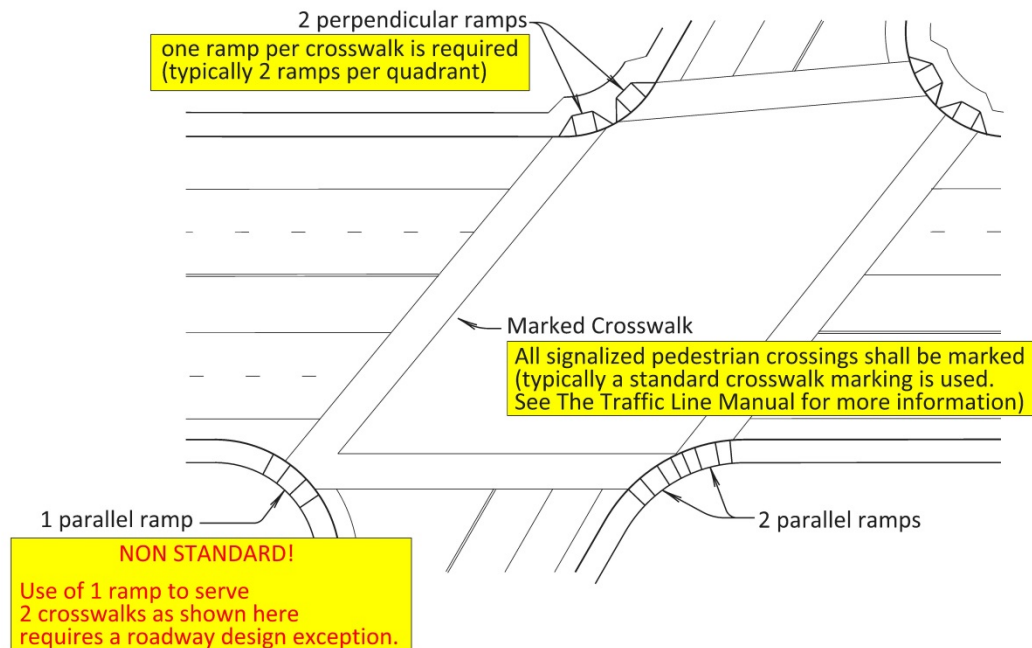 2 perpendicular ramps
one ramp per crosswalk is required
(typically 2 ramps per quadrant)
Marked Crosswalk
All signalized pedestrian crossings shall be marked
(typically a standard crosswalk marking is used.
See The Traffic Line Manual for more information)
1 parallel ramp
2 parallel ramps
NON STANDARD!
Use of 1 ramp to serve
2 crosswalks as shown here
requires a roadway design exception.